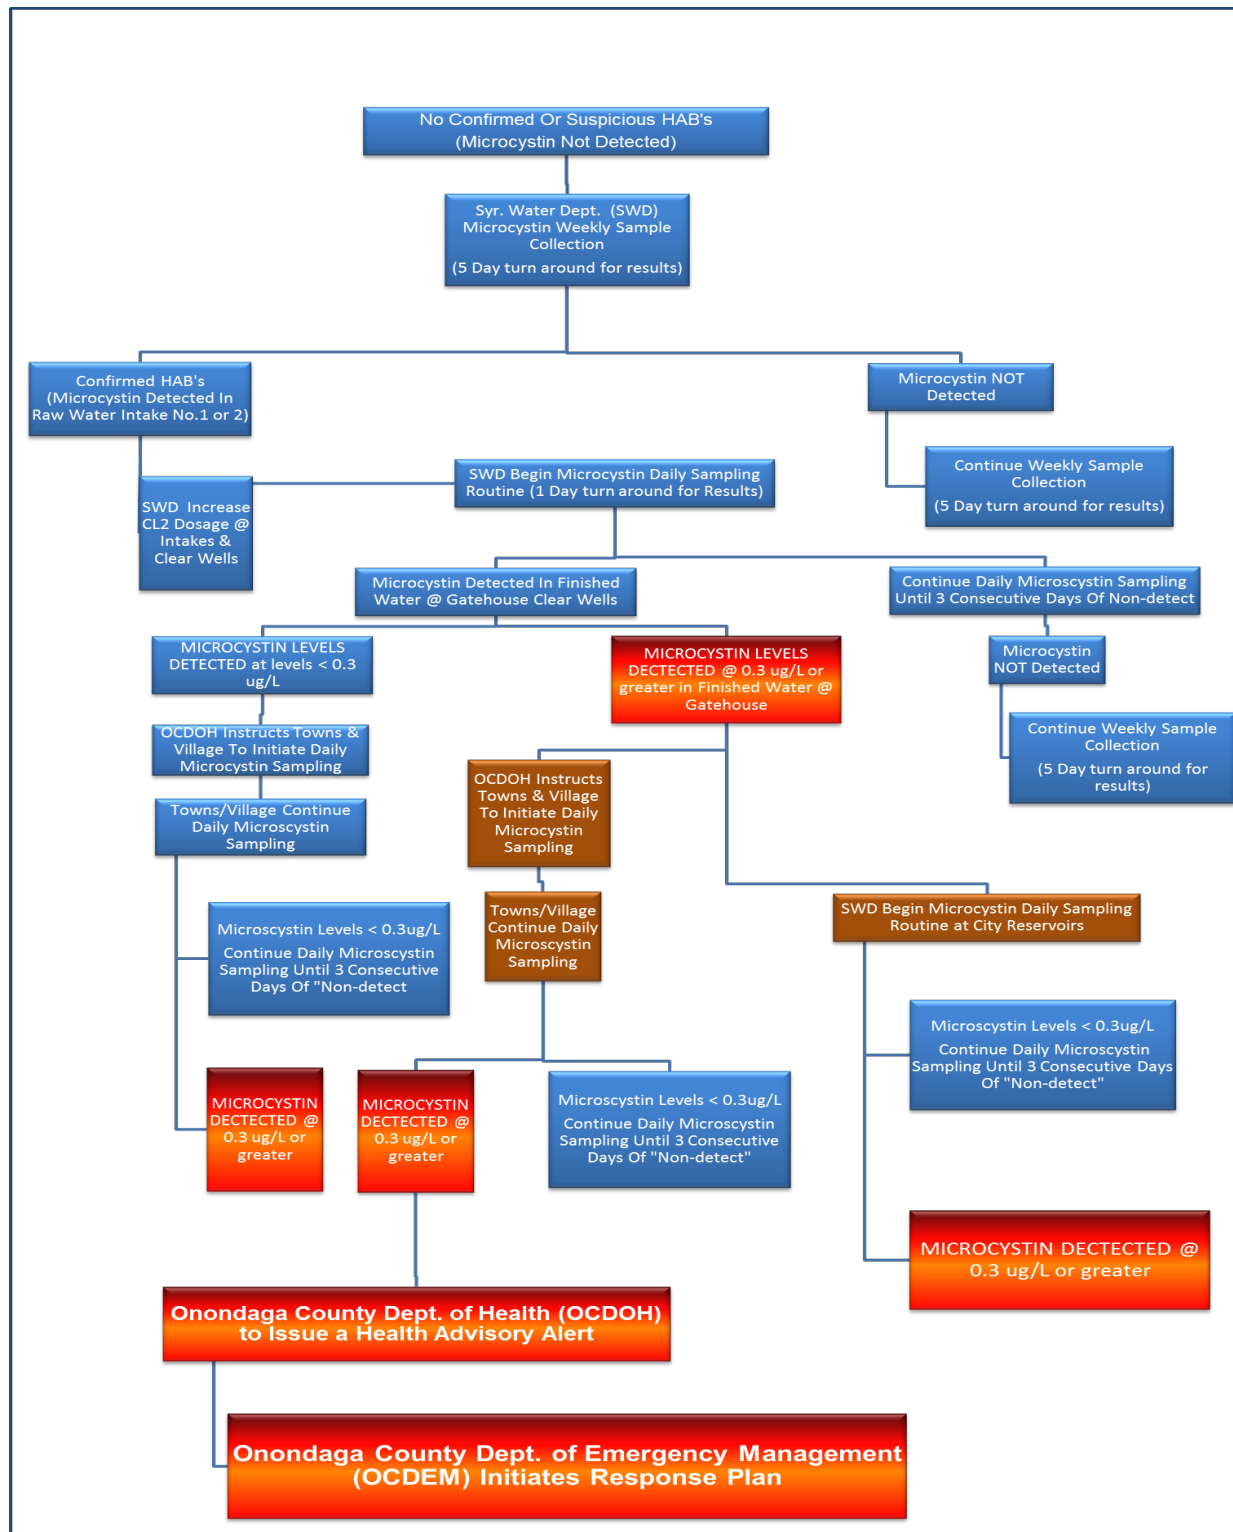 No Confirmed Or Suspicious HAB's
(Microcystin Not Detected)
Syr. Water Dept.  (SWD)
Microcystin Weekly Sample
Collection
(5 Day turn around for results)
Confirmed HAB's
(Microcystin Detected In
Raw Water Intake No.1 or 2)
Microcystin NOT
Detected
SWD Increase
CL2 Dosage @
Intakes &
Clear Wells
SWD Begin Microcystin Daily Sampling
Routine (1 Day turn around for Results)
Continue Weekly Sample
Collection
(5 Day turn around for results)
Microcystin Detected In Finished
Water @ Gatehouse Clear Wells
Continue Daily Microscystin Sampling
Until 3 Consecutive Days Of Non-detect
MICROCYSTIN LEVELS
DETECTED at levels < 0.3
ug/L
MICROCYSTIN LEVELS
DECTECTED @ 0.3 ug/L or
greater in Finished Water @
Gatehouse
Microcystin
NOT Detected
OCDOH Instructs Towns &
Village To Initiate Daily
Microcystin Sampling
Continue Weekly Sample
Collection
(5 Day turn around for
results)
OCDOH Instructs
Towns & Village
To Initiate Daily
Microcystin
Sampling
Towns/Village Continue
Daily Microscystin
Sampling
Towns/Village
Continue Daily
Microscystin
Sampling
SWD Begin Microcystin Daily Sampling
Routine at City Reservoirs
Microscystin Levels < 0.3ug/L
Continue Daily Microscystin
Sampling Until 3 Consecutive
Days Of "Non-detect
Microscystin Levels < 0.3ug/L
Continue Daily Microscystin
Sampling Until 3 Consecutive Days
Of "Non-detect"
MICROCYSTIN
DECTECTED @
0.3 ug/L or
greater
MICROCYSTIN
DECTECTED @
0.3 ug/L or
greater
Microscystin Levels < 0.3ug/L
Continue Daily Microscystin
Sampling Until 3 Consecutive
Days Of "Non-detect"
MICROCYSTIN DECTECTED @
0.3 ug/L or greater
Onondaga County Dept. of Health (OCDOH)
to Issue a Health Advisory Alert
Onondaga County Dept. of Emergency Management
(OCDEM) Initiates Response Plan